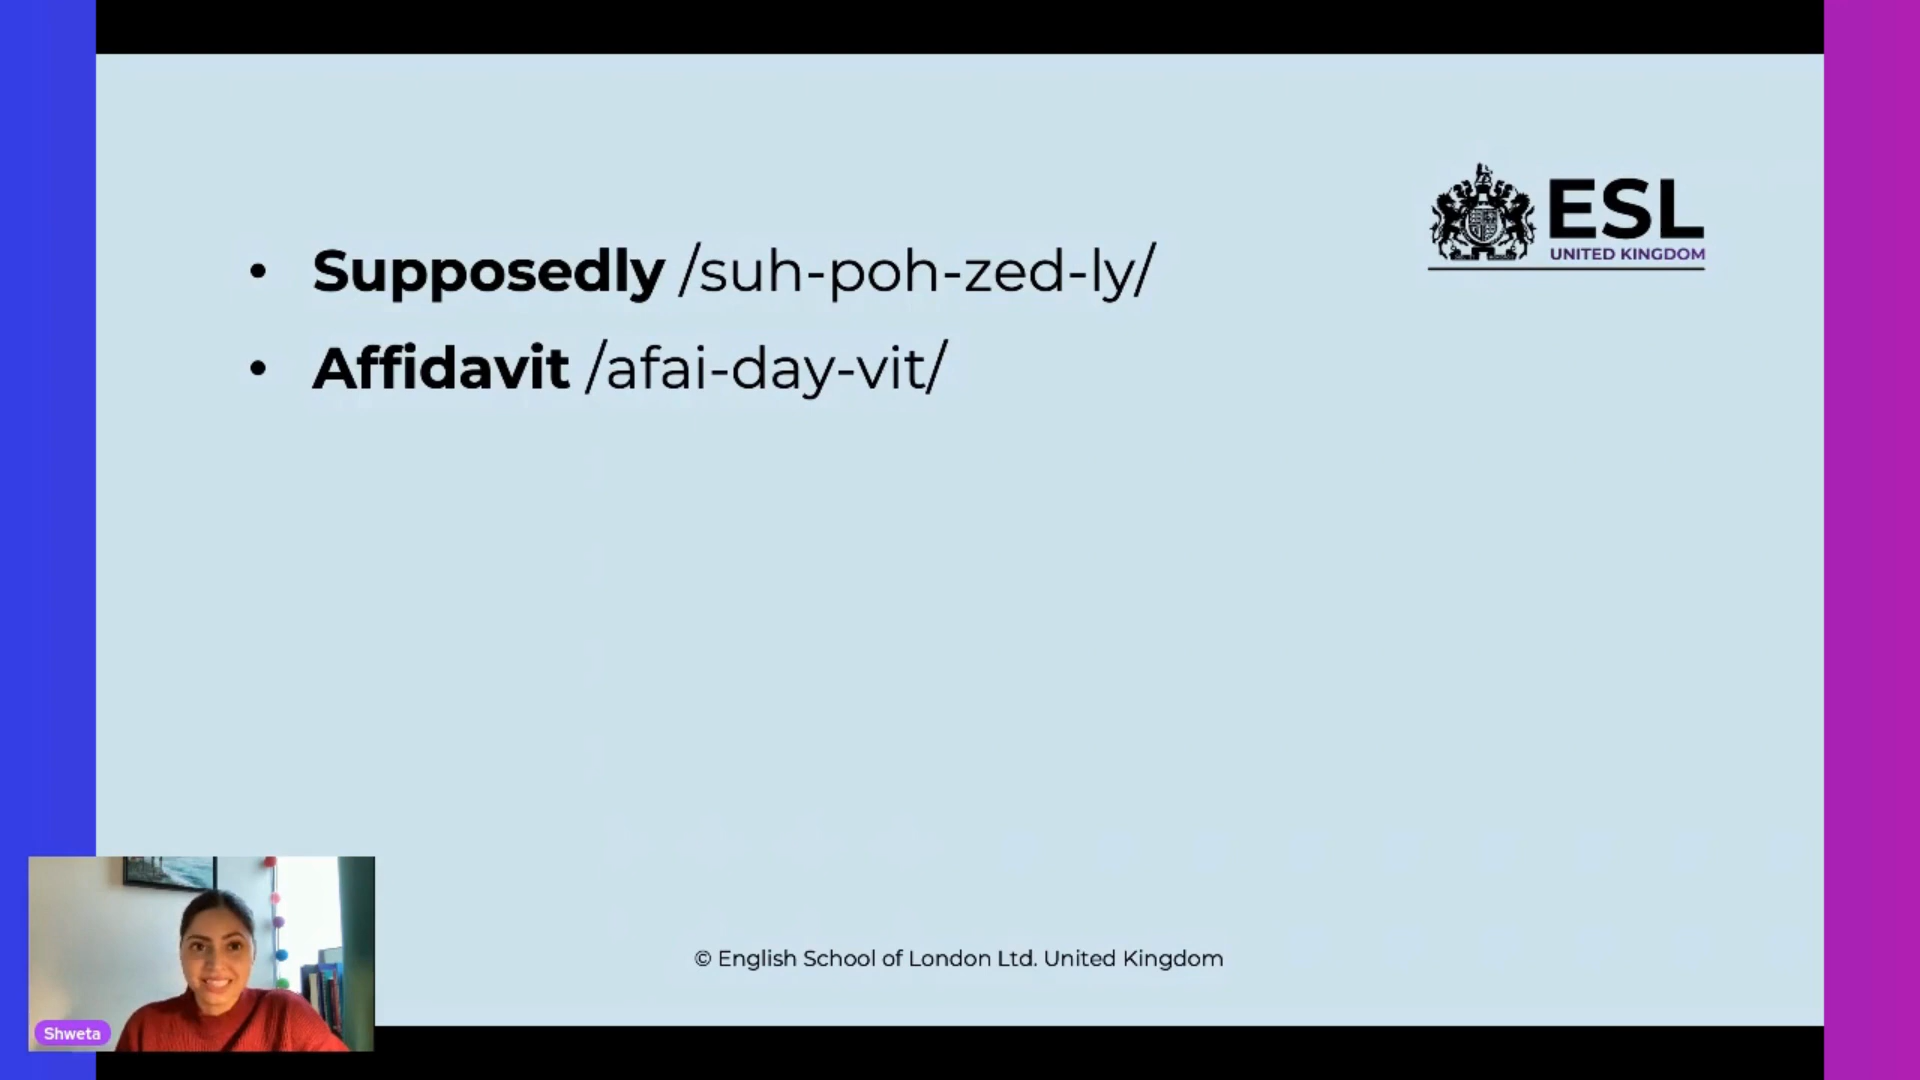 ESL
UNITED KINGDOM
• Supposedly /suh-poh-zed-ly/
• Affidavit /afai-day-vit/
© English School of London Ltd. United Kingdom
Shweta